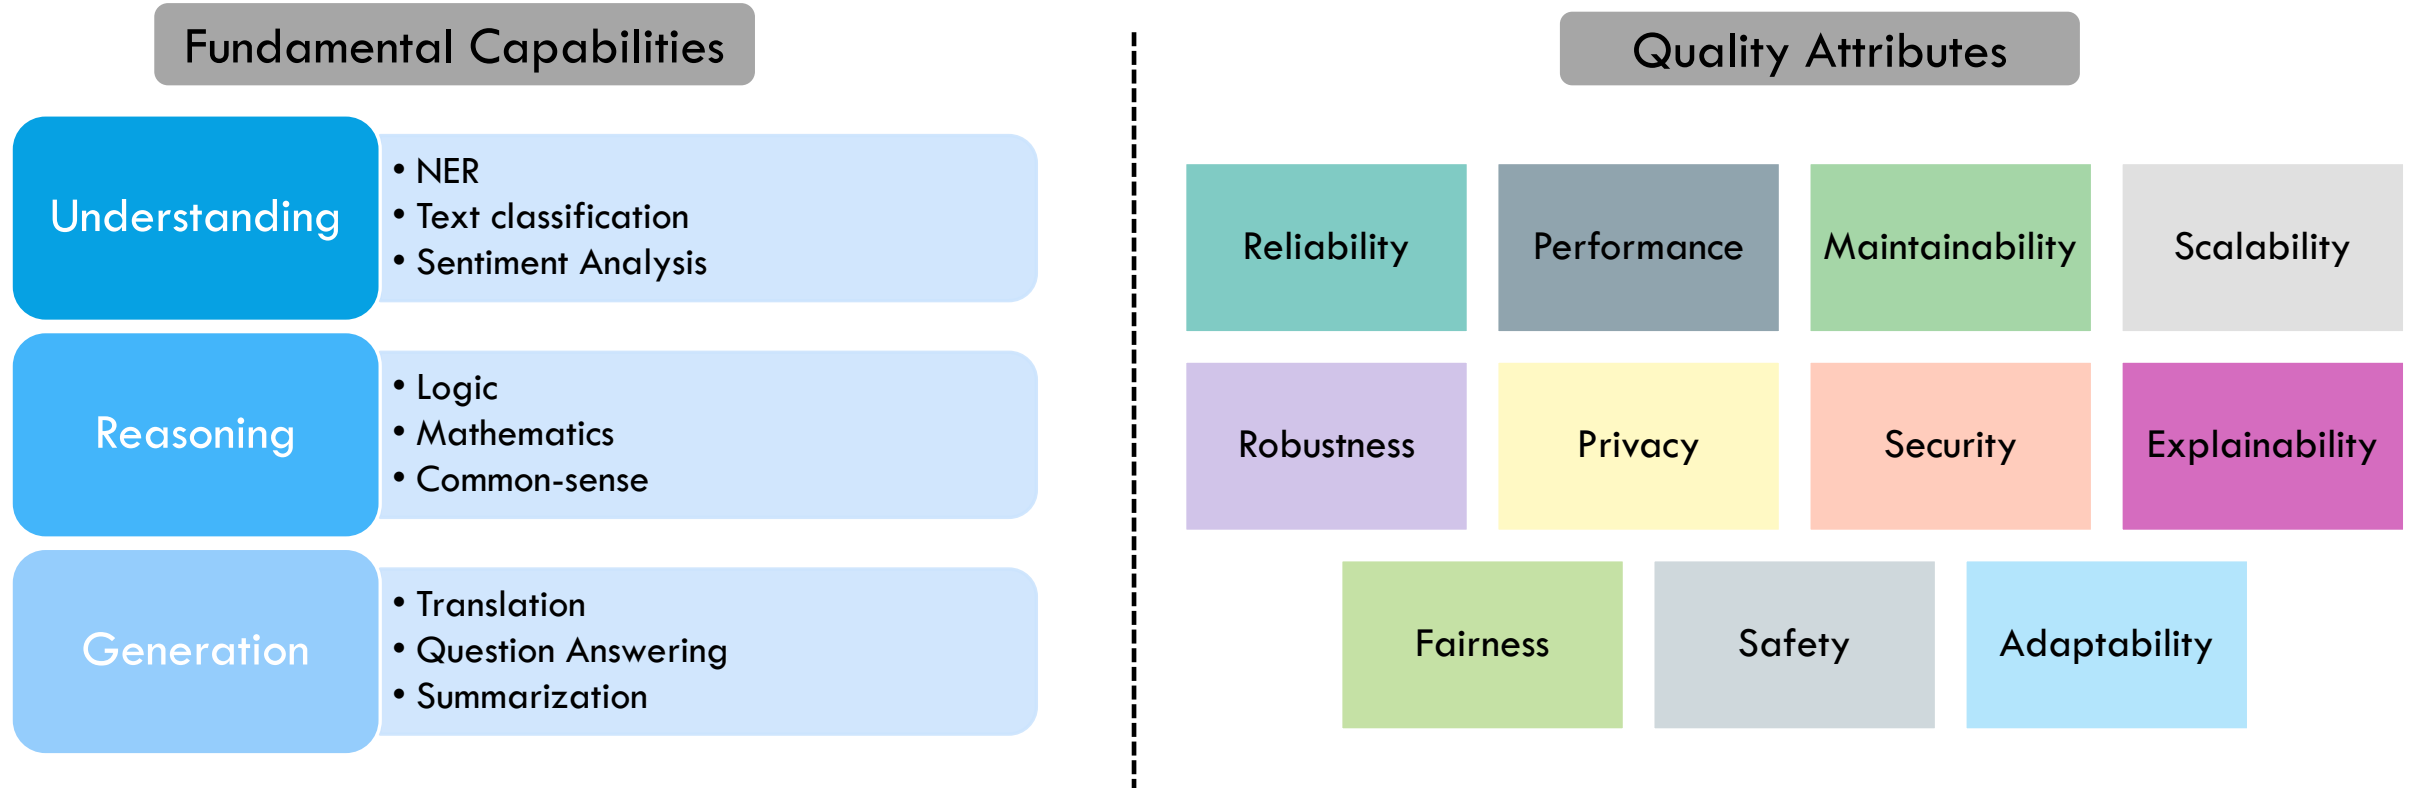 Fundamental Capabilities
Understanding
• NER
• Text classification
• Sentiment Analysis
Reasoning
• Logic
• Mathematics
• Common-sense
Generation
• Translation
• Question Answering
• Summarization
Quality Attributes
Reliability
Performance
Maintainability
Scalability
Robustness
Privacy
Security
Explainability
Fairness
Safety
Adaptability